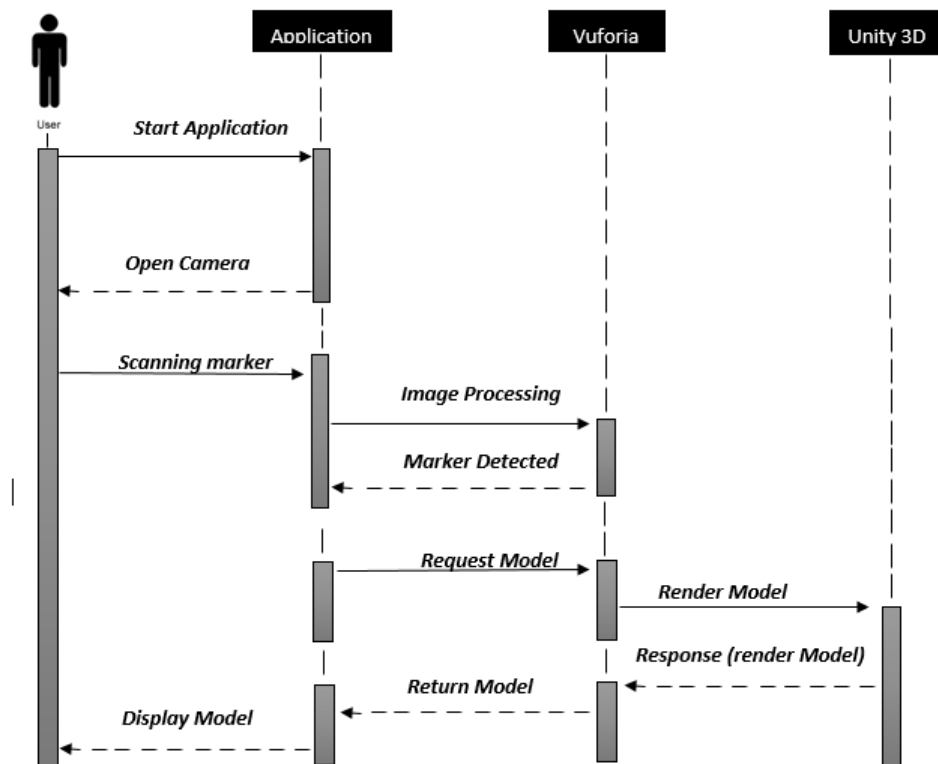 Application
Vuforia
Unity 3D
User
Start Application
Open Camera
Scanning marker
Image Processing
Marker Detected
Request Model
Render Model
Response (render Model)
Return Model
Display Model